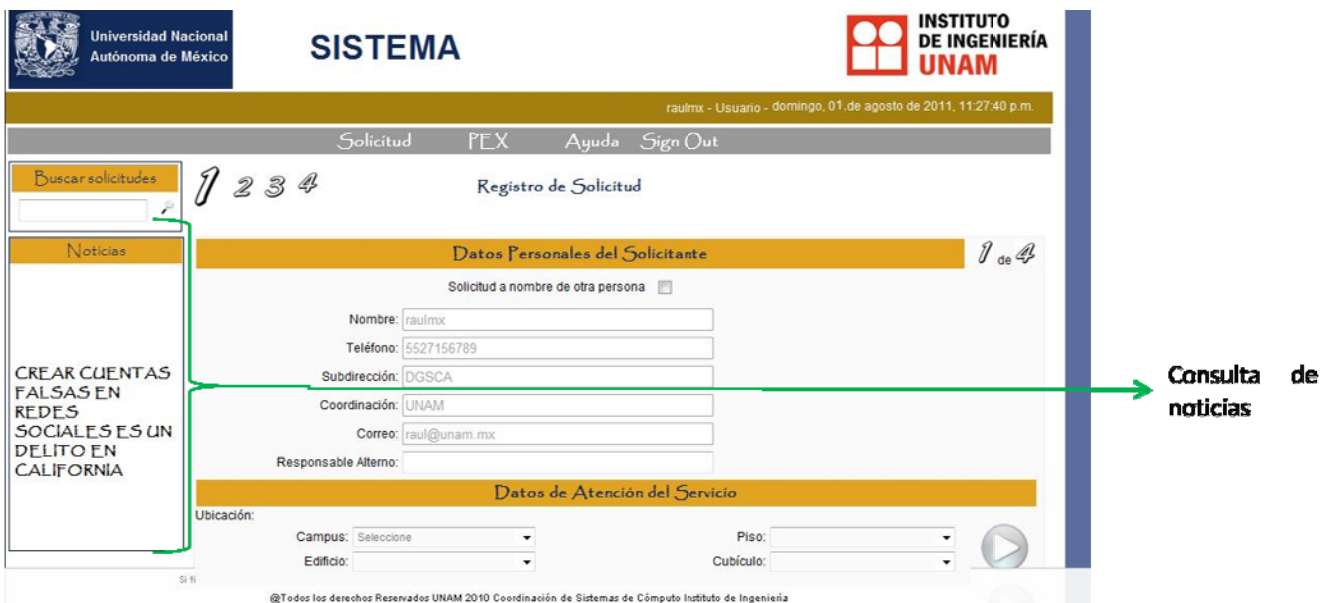 Universidad Nacional
Autónoma de México
SISTEMA
INSTITUTO
DE INGENIERÍA
UNAM
raulmx - Usuario - domingo, 01.de agosto de 2011, 11:27:40 p.m.
Solicitud PEX Ayuda Sign Out
Buscar solicitudes
1 2 3 4
Registro de Solicitud
Noticias
CREAR CUENTAS
FALSAS EN
REDES
SOCIALES ES UN
DELITO EN
CALIFORNIA
Datos Personales del Solicitante
1 de 4
Solicitud a nombre de otra persona
Nombre: raulmx
Teléfono: 5527156789
Subdirección: DGSCA
Coordinación: UNAM
Correo: raul@unam.mx
Responsable Alterno:
Datos de Atención del Servicio
Ubicación:
Campus: Seleccione Piso:
Edificio: Cubículo:
Si
@Todos los derechos Reservados UNAM 2010 Coordinación de Sistemas de Cómputo Instituto de Ingeniería
Consulta de
noticias